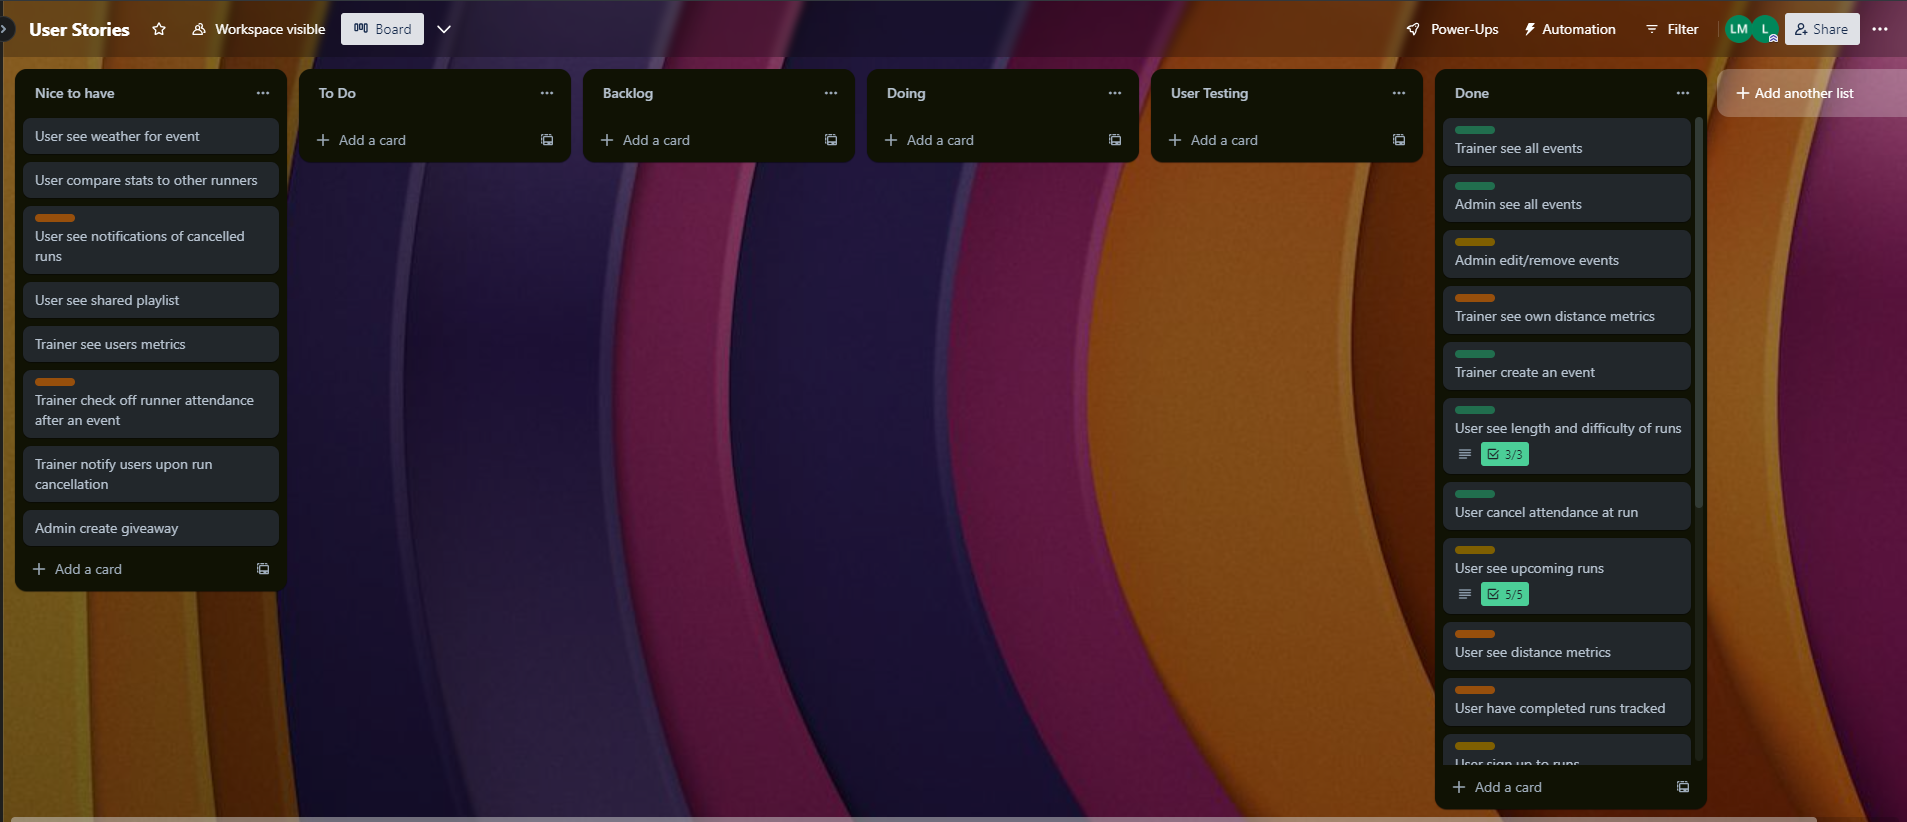 User Stories
Workspace visible
Board
Power-Ups
Automation
Filter
LM
L
Share
Nice to have
User see weather for event
User compare stats to other runners
User see notifications of cancelled
runs
User see shared playlist
Trainer see users metrics
Trainer check off runner attendance
after an event
Trainer notify users upon run
cancellation
Admin create giveaway
Add a card
To Do
Add a card
Backlog
Add a card
Doing
Add a card
User Testing
Add a card
Done
Trainer see all events
Admin see all events
Admin edit/remove events
Trainer see own distance metrics
Trainer create an event
User see length and difficulty of runs
3/3
User cancel attendance at run
User see upcoming runs
5/5
User see distance metrics
User have completed runs tracked
User sign up to runs
Add a card
Add another list